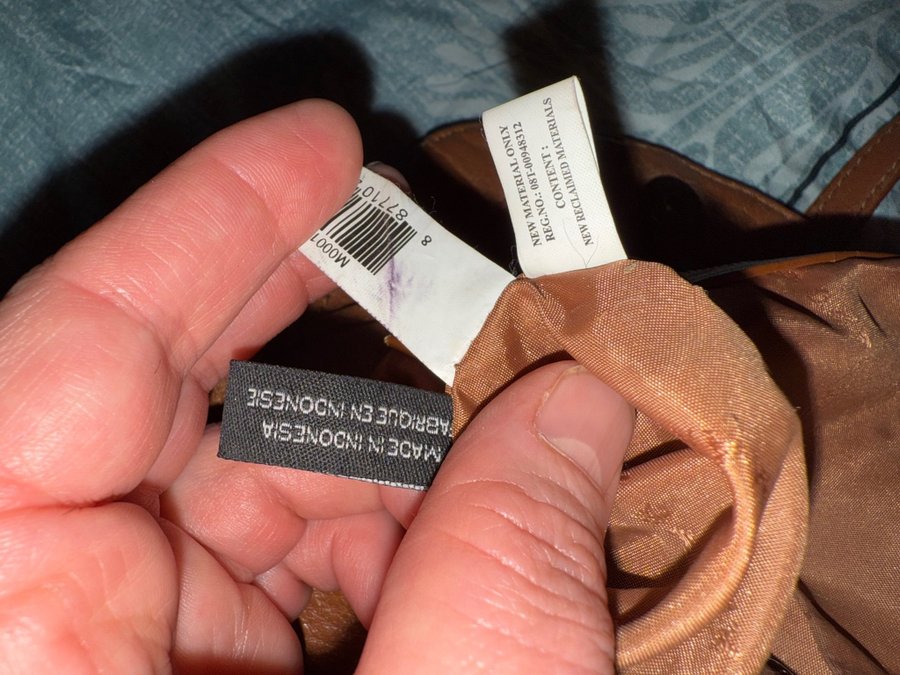 NEW MATERIAL ONLY
REG.NO.: 08T-00948312
CONTENT :
NEW RECLAIMED MATERIALS
M0001
8 87710
MADE IN INDONESIA
FABRIQUE EN INDONESIE